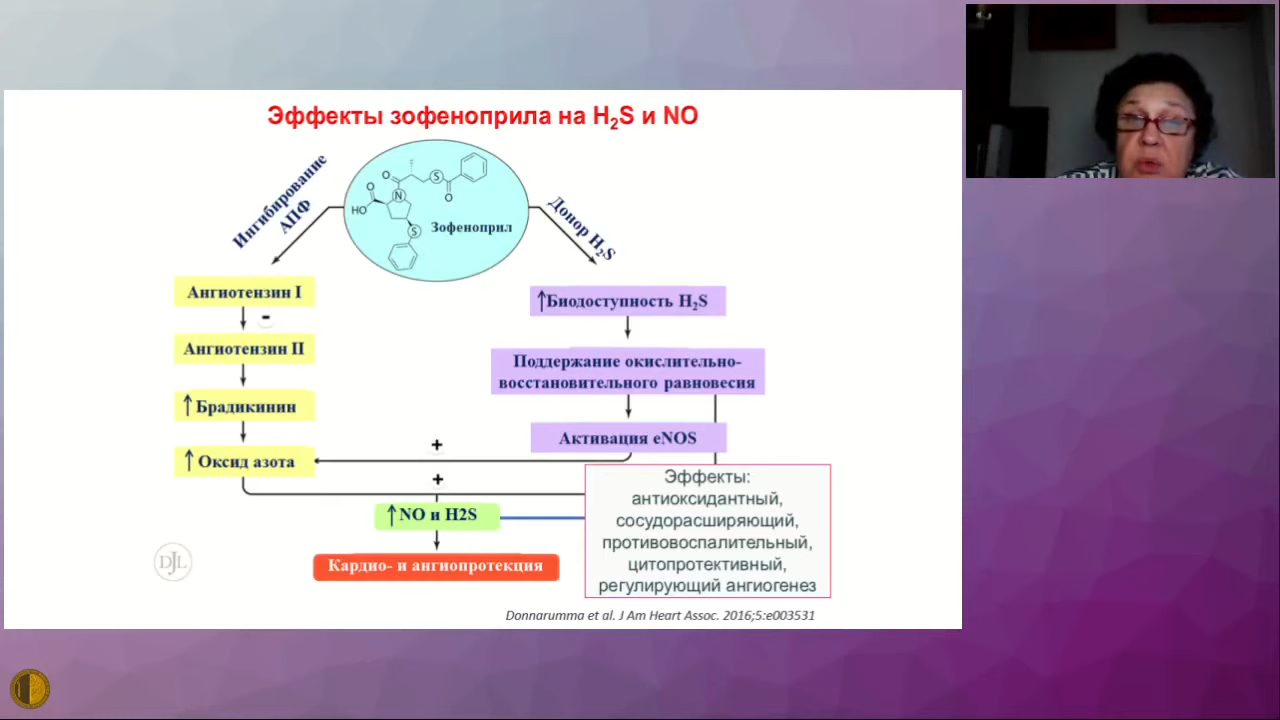 Эффекты зофеноприла на H₂S и NO
Ингибирование
АПФ
O
N
S
O
O
HO
S
Зофеноприл
Донор H₂S
Ангиотензин I
-
Ангиотензин II
↑ Брадикинин
↑ Оксид азота
↑Биодоступность H₂S
Поддержание окислительно-
восстановительного равновесия
Активация eNOS
+
+
↑NO и H2S
Кардио- и ангиопротекция
Эффекты:
антиоксидантный,
сосудорасширяющий,
противовоспалительный,
цитопротективный,
регулирующий ангиогенез
DJL
Donnarumma et al. J Am Heart Assoc. 2016;5:e003531